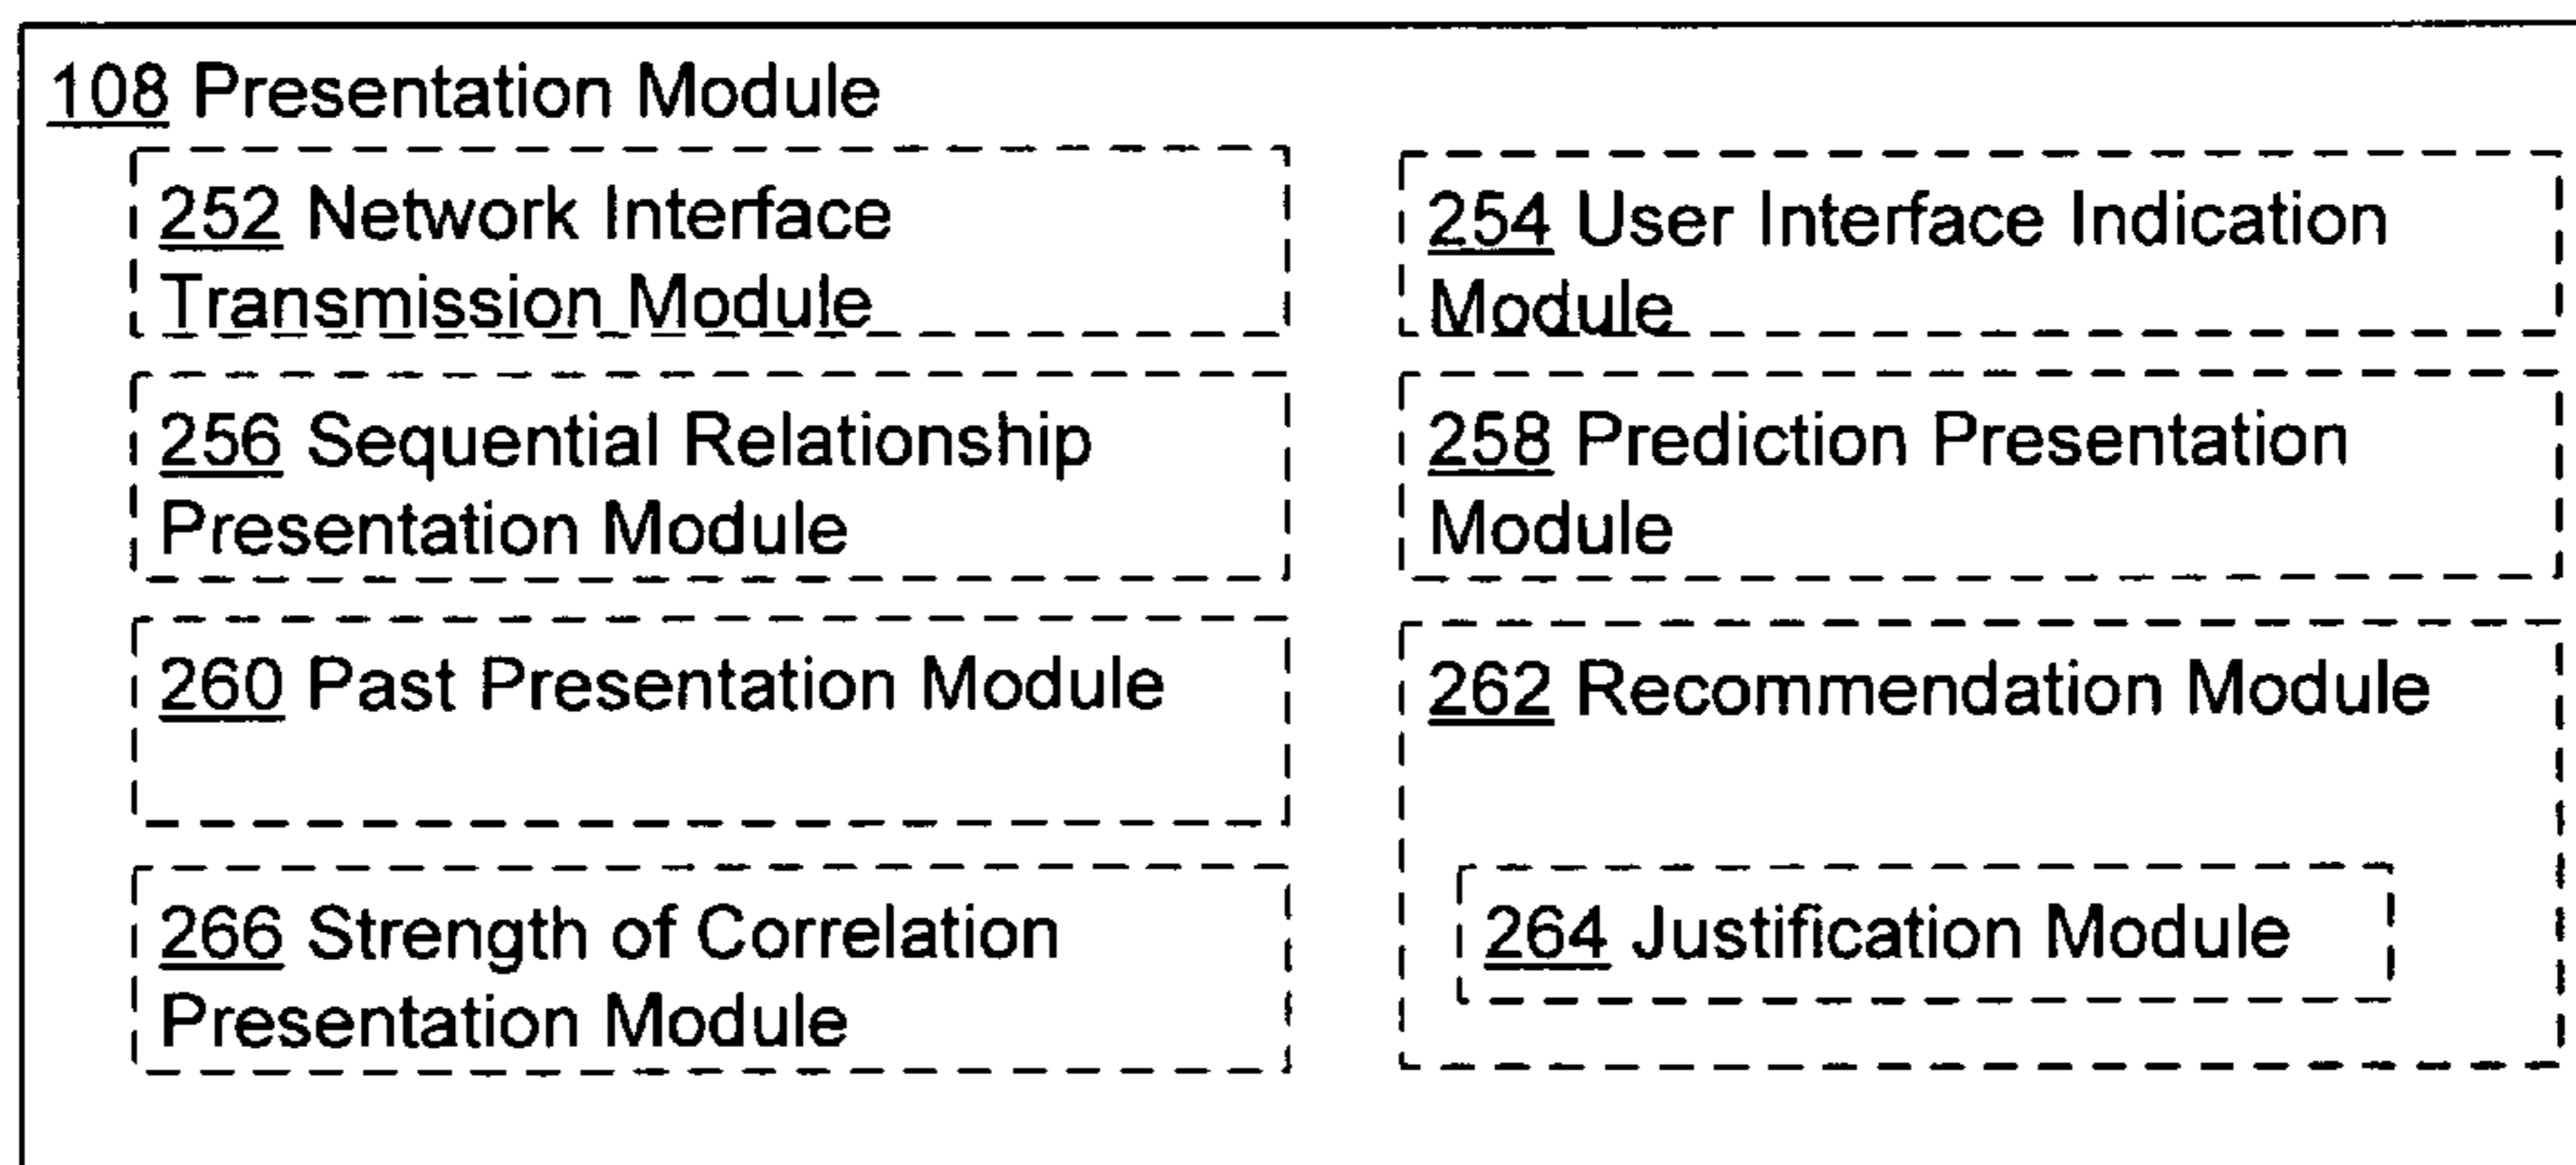 108 Presentation Module
252 Network Interface
Transmission Module
254 User Interface Indication
Module
256 Sequential Relationship
Presentation Module
258 Prediction Presentation
Module
260 Past Presentation Module
262 Recommendation Module
266 Strength of Correlation
Presentation Module
264 Justification Module